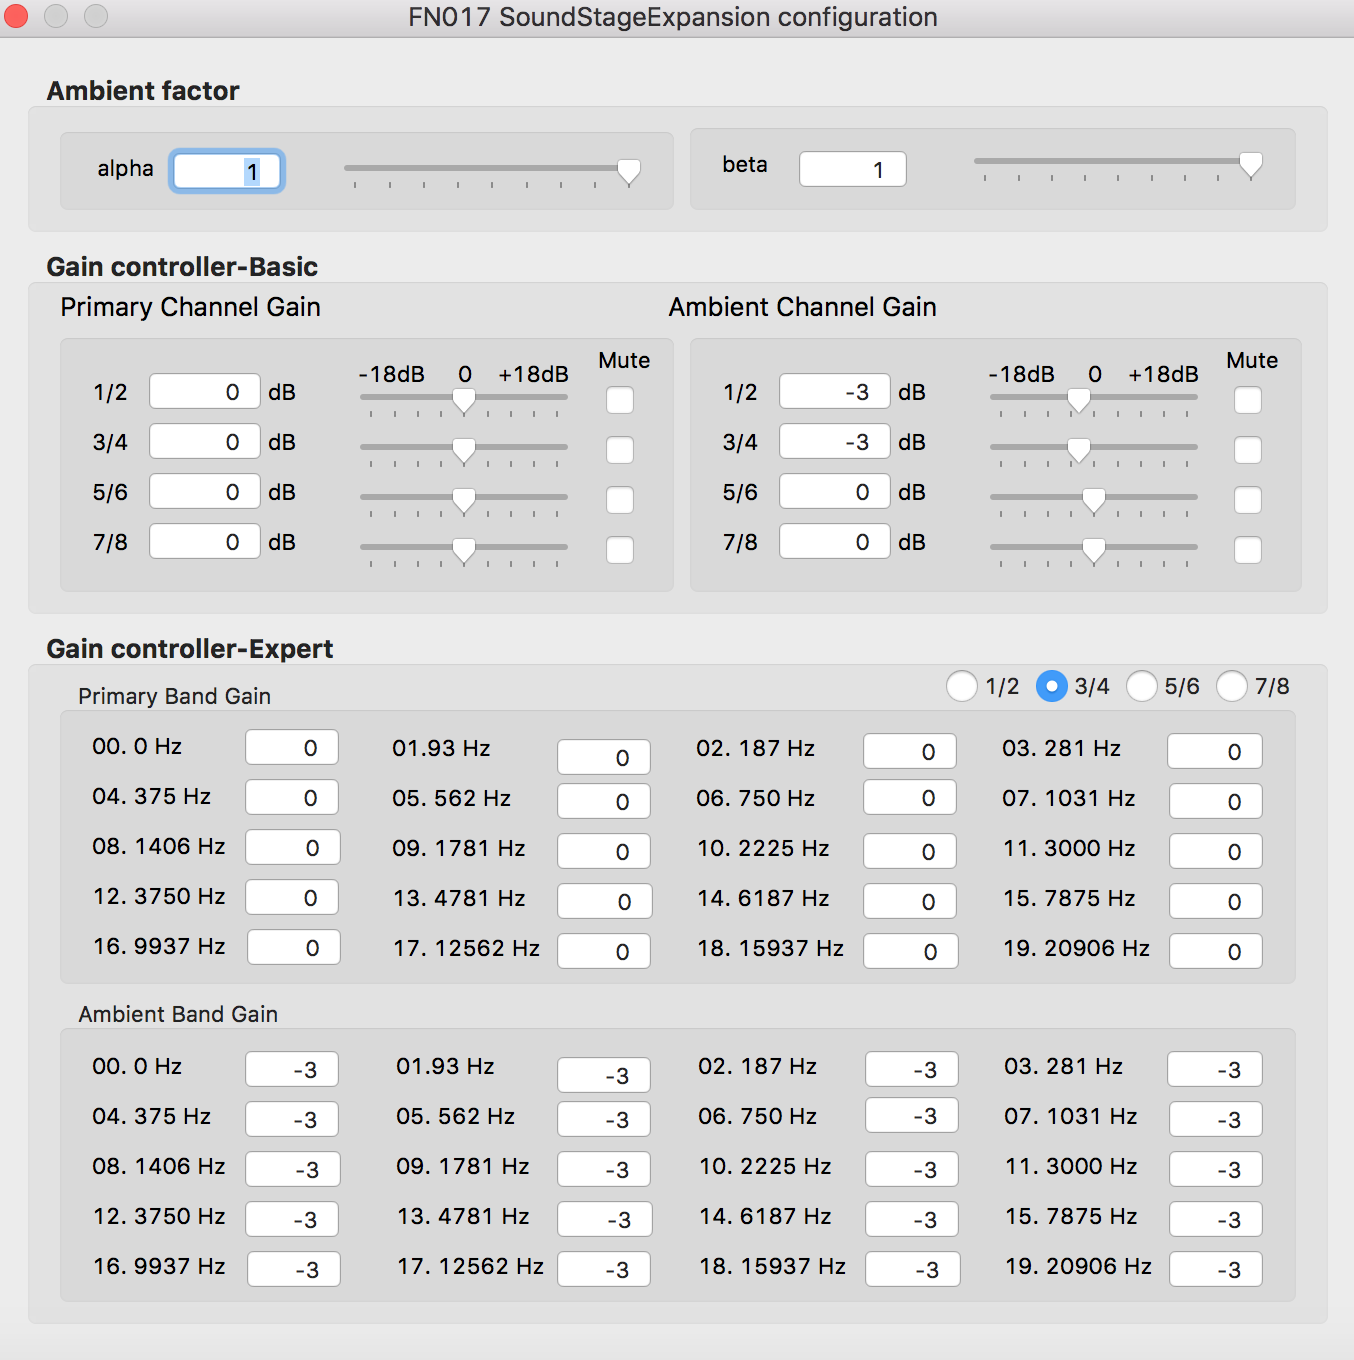 FN017 SoundStageExpansion configuration
Ambient factor
alpha 1 beta 1
Gain controller-Basic
Primary Channel Gain Ambient Channel Gain
-18dB 0 +18dB Mute -18dB 0 +18dB Mute
1/2 0 dB 1/2 -3 dB
3/4 0 dB 3/4 -3 dB
5/6 0 dB 5/6 0 dB
7/8 0 dB 7/8 0 dB
Gain controller-Expert
1/2 3/4 5/6 7/8
Primary Band Gain
00. 0 Hz 0 01.93 Hz 0 02. 187 Hz 0 03. 281 Hz 0
04. 375 Hz 0 05. 562 Hz 0 06. 750 Hz 0 07. 1031 Hz 0
08. 1406 Hz 0 09. 1781 Hz 0 10. 2225 Hz 0 11. 3000 Hz 0
12. 3750 Hz 0 13. 4781 Hz 0 14. 6187 Hz 0 15. 7875 Hz 0
16. 9937 Hz 0 17. 12562 Hz 0 18. 15937 Hz 0 19. 20906 Hz 0
Ambient Band Gain
00. 0 Hz -3 01.93 Hz -3 02. 187 Hz -3 03. 281 Hz -3
04. 375 Hz -3 05. 562 Hz -3 06. 750 Hz -3 07. 1031 Hz -3
08. 1406 Hz -3 09. 1781 Hz -3 10. 2225 Hz -3 11. 3000 Hz -3
12. 3750 Hz -3 13. 4781 Hz -3 14. 6187 Hz -3 15. 7875 Hz -3
16. 9937 Hz -3 17. 12562 Hz -3 18. 15937 Hz -3 19. 20906 Hz -3